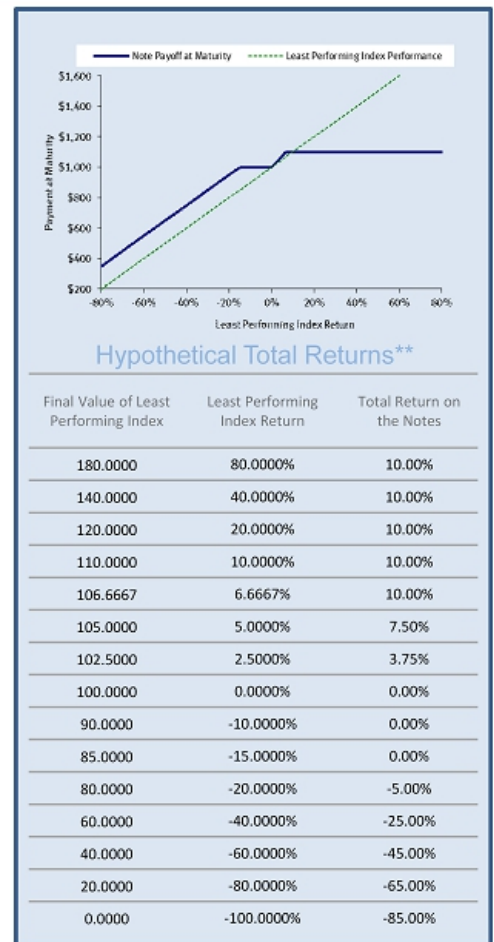 Note Payoff at Maturity Least Performing Index Performance
$1,600
$1,400
$1,200
$1,000
$800
$600
$400
$200
Payment at Maturity
-80% -60% -40% -20% 0% 20% 40% 60% 80%
Least Performing Index Return
Hypothetical Total Returns**
Final Value of Least Least Performing Total Return on
Performing Index Index Return the Notes
180.0000 80.0000% 10.00%
140.0000 40.0000% 10.00%
120.0000 20.0000% 10.00%
110.0000 10.0000% 10.00%
106.6667 6.6667% 10.00%
105.0000 5.0000% 7.50%
102.5000 2.5000% 3.75%
100.0000 0.0000% 0.00%
90.0000 -10.0000% 0.00%
85.0000 -15.0000% 0.00%
80.0000 -20.0000% -5.00%
60.0000 -40.0000% -25.00%
40.0000 -60.0000% -45.00%
20.0000 -80.0000% -65.00%
0.0000 -100.0000% -85.00%